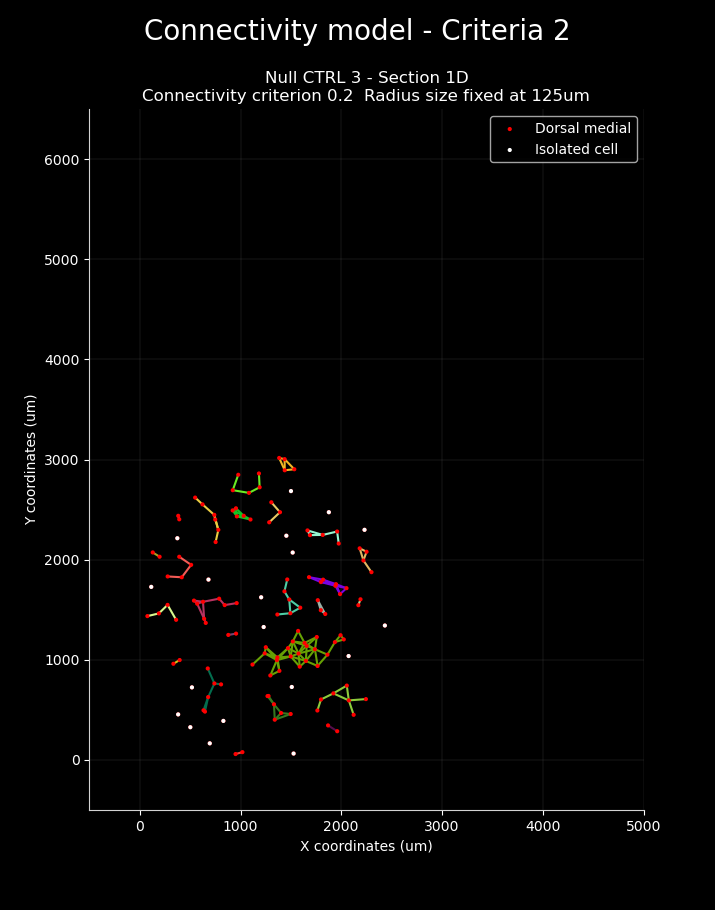 Connectivity model - Criteria 2
Null CTRL 3 - Section 1D
Connectivity criterion 0.2  Radius size fixed at 125um
Dorsal medial
Isolated cell
6000
5000
4000
3000
2000
1000
0
Y coordinates (um)
0 1000 2000 3000 4000 5000
X coordinates (um)